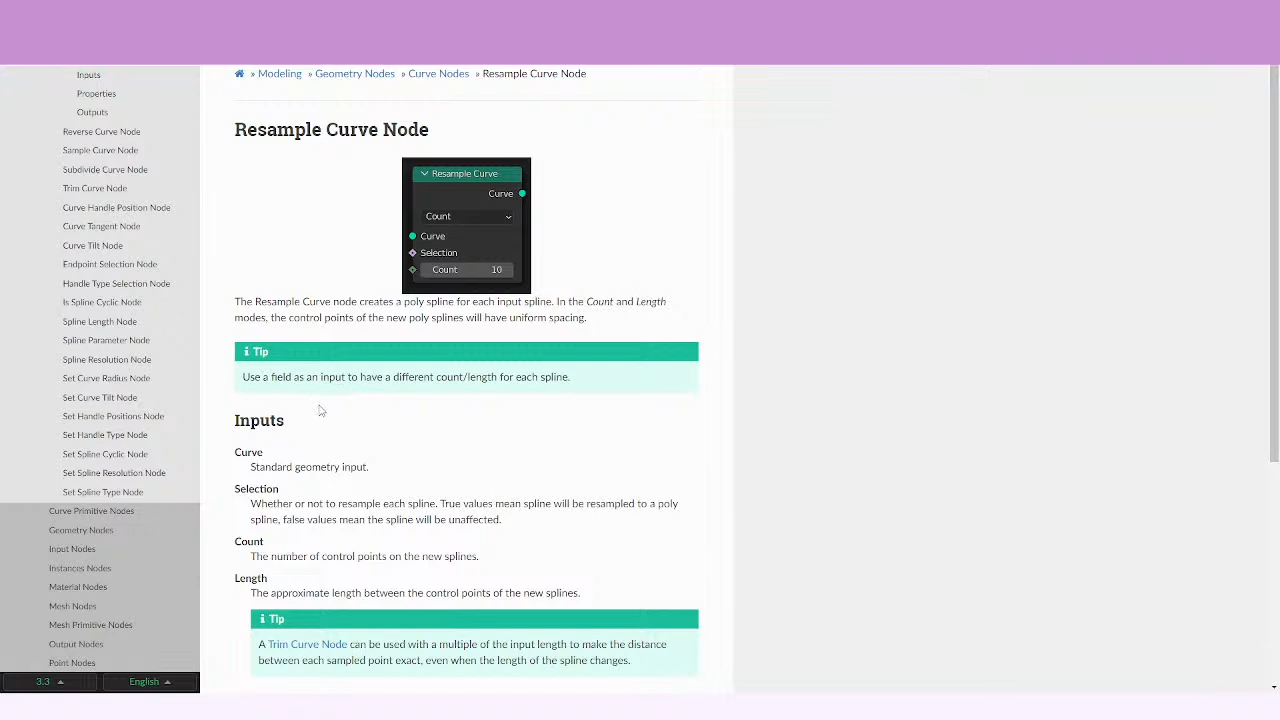 Inputs
Properties
Outputs
Reverse Curve Node
Sample Curve Node
Subdivide Curve Node
Trim Curve Node
Curve Handle Position Node
Curve Tangent Node
Curve Tilt Node
Endpoint Selection Node
Handle Type Selection Node
Is Spline Cyclic Node
Spline Length Node
Spline Parameter Node
Spline Resolution Node
Set Curve Radius Node
Set Curve Tilt Node
Set Handle Positions Node
Set Handle Type Node
Set Spline Cyclic Node
Set Spline Resolution Node
Set Spline Type Node
Curve Primitive Nodes
Geometry Nodes
Input Nodes
Instances Nodes
Material Nodes
Mesh Nodes
Mesh Primitive Nodes
Output Nodes
Point Nodes
3.3
English
» Modeling » Geometry Nodes » Curve Nodes » Resample Curve Node
Resample Curve Node
Resample Curve
Curve
Count
Curve
Selection
Count 10
The Resample Curve node creates a poly spline for each input spline. In the Count and Length
modes, the control points of the new poly splines will have uniform spacing.
Tip
Use a field as an input to have a different count/length for each spline.
Inputs
Curve
Standard geometry input.
Selection
Whether or not to resample each spline. True values mean spline will be resampled to a poly
spline, false values mean the spline will be unaffected.
Count
The number of control points on the new splines.
Length
The approximate length between the control points of the new splines.
Tip
A Trim Curve Node can be used with a multiple of the input length to make the distance
between each sampled point exact, even when the length of the spline changes.